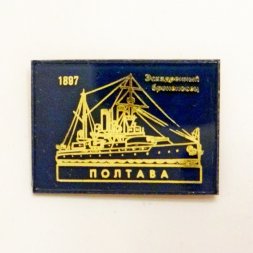 1897
Эскадренный
броненосец
ПОЛТАВА